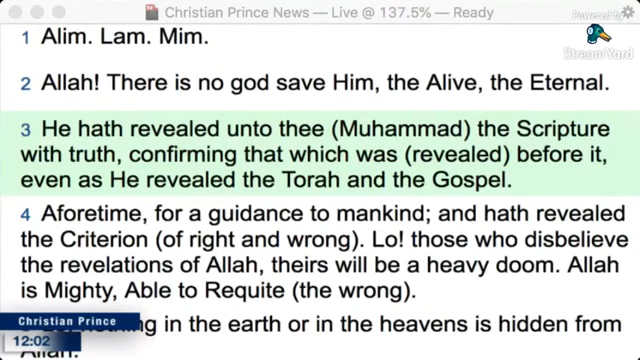 Christian Prince News — Live @ 137.5% — Ready
Powered by
StreamYard
1 Alim. Lam. Mim.
2 Allah! There is no god save Him, the Alive, the Eternal.
3 He hath revealed unto thee (Muhammad) the Scripture
with truth, confirming that which was (revealed) before it,
even as He revealed the Torah and the Gospel.
4 Aforetime, for a guidance to mankind; and hath revealed
the Criterion (of right and wrong). Lo! those who disbelieve
the revelations of Allah, theirs will be a heavy doom. Allah
is Mighty, Able to Requite (the wrong).
in the earth or in the heavens is hidden from
Allah.
Christian Prince
12:02